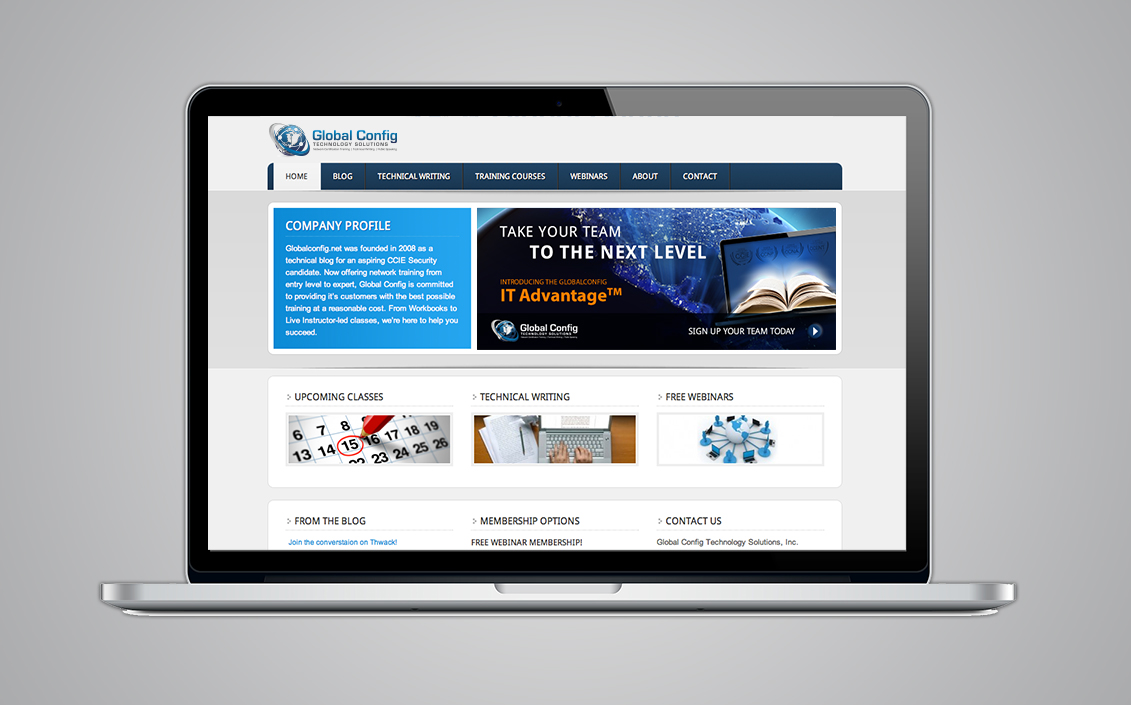 Global Config
TECHNOLOGY SOLUTIONS
HOME
BLOG
TECHNICAL WRITING
TRAINING COURSES
WEBINARS
ABOUT
CONTACT
COMPANY PROFILE
Globalconfig.net was founded in 2008 as a
technical blog for an aspiring CCIE Security
candidate. Now offering network training from
entry level to expert, Global Config is committed
to providing it's customers with the best possible
training at a reasonable cost. From Workbooks to
Live Instructor-led classes, we're here to help you
succeed.
TAKE YOUR TEAM
TO THE NEXT LEVEL
INTRODUCING THE GLOBALCONFIG
IT Advantage™
Global Config
TECHNOLOGY SOLUTIONS
SIGN UP YOUR TEAM TODAY
> UPCOMING CLASSES
6 7 8
13 14 15 16 17 18 19
22 23 24 25 26
> TECHNICAL WRITING
> FREE WEBINARS
> FROM THE BLOG
Join the converstaion on Thwack!
> MEMBERSHIP OPTIONS
FREE WEBINAR MEMBERSHIP!
> CONTACT US
Global Config Technology Solutions, Inc.